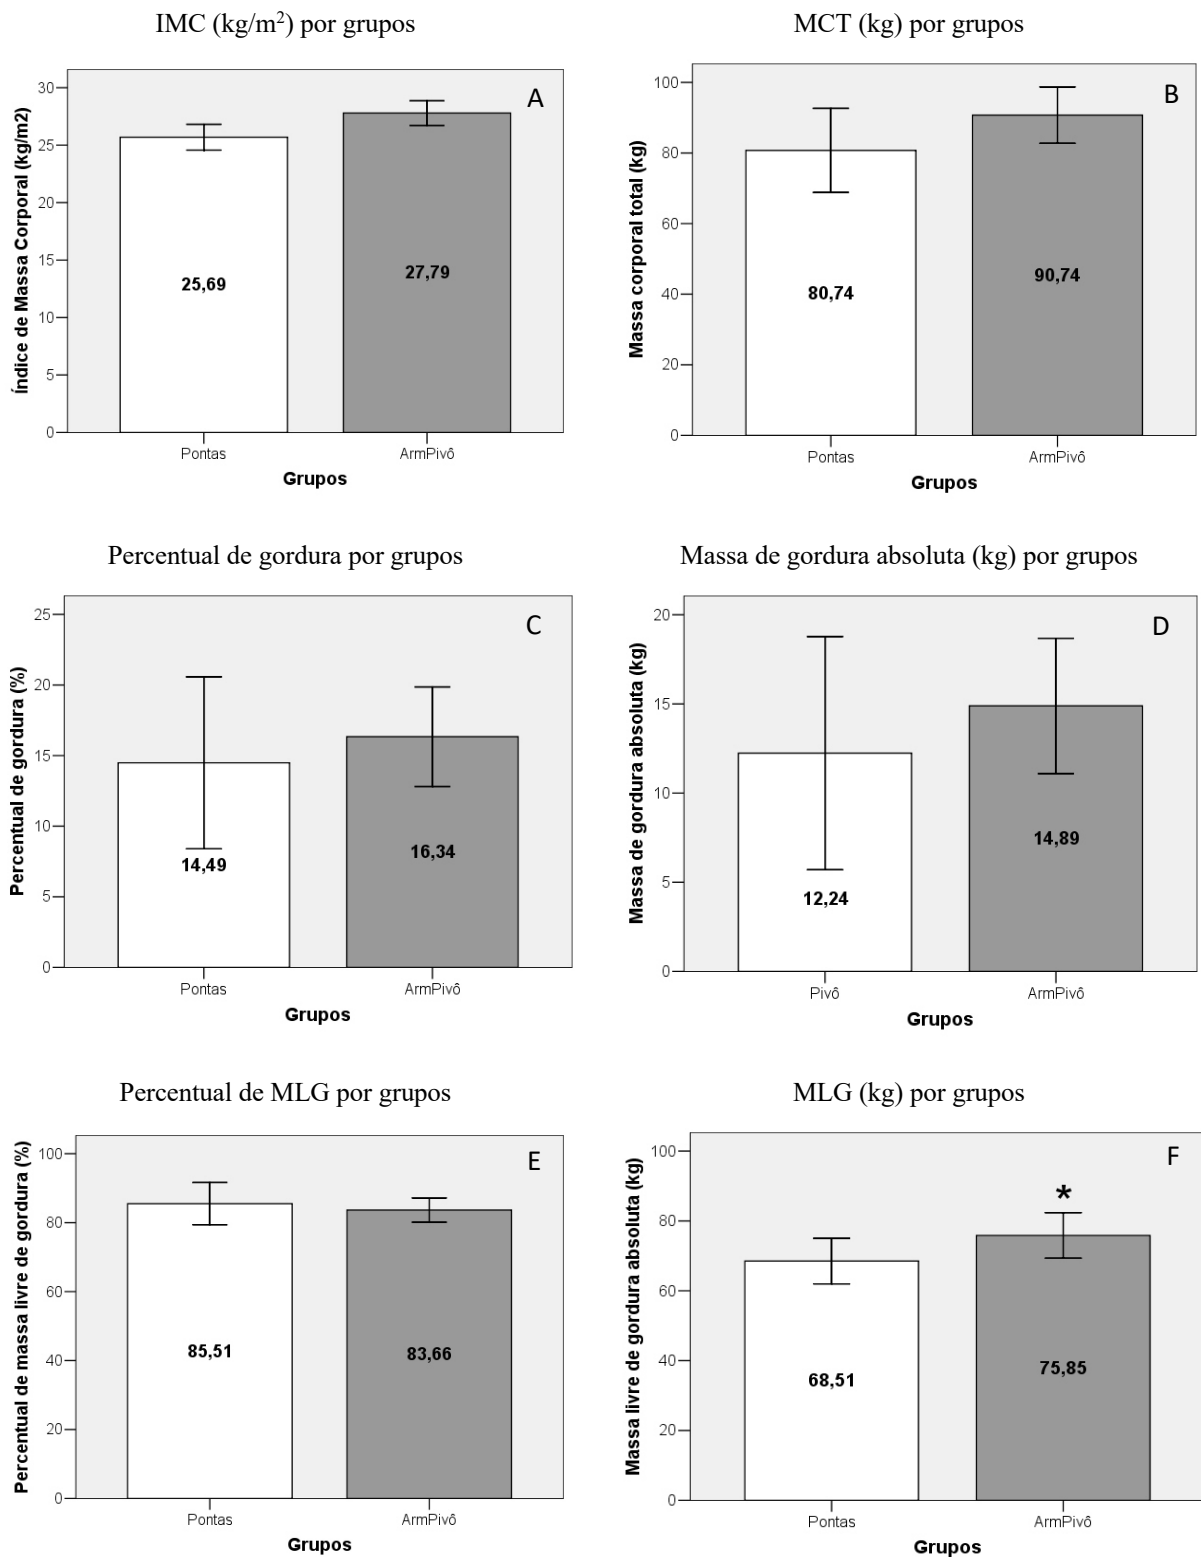 IMC (kg/m²) por grupos
A
Índice de Massa Corporal (kg/m2)
30
25
20
15
10
5
0
25,69
27,79
Pontas
ArmPivô
Grupos
MCT (kg) por grupos
B
Massa corporal total (kg)
100
80
60
40
20
0
80,74
90,74
Pontas
ArmPivô
Grupos
Percentual de gordura por grupos
C
Percentual de gordura (%)
25
20
15
10
5
0
14,49
16,34
Pontas
ArmPivô
Grupos
Massa de gordura absoluta (kg) por grupos
D
Massa de gordura absoluta (kg)
20
15
10
5
0
12,24
14,89
Pivô
ArmPivô
Grupos
Percentual de MLG por grupos
E
Percentual de massa livre de gordura (%)
100
80
60
40
20
0
85,51
83,66
Pontas
ArmPivô
Grupos
MLG (kg) por grupos
F
Massa livre de gordura absoluta (kg)
100
80
60
40
20
0
*
68,51
75,85
Pontas
ArmPivô
Grupos